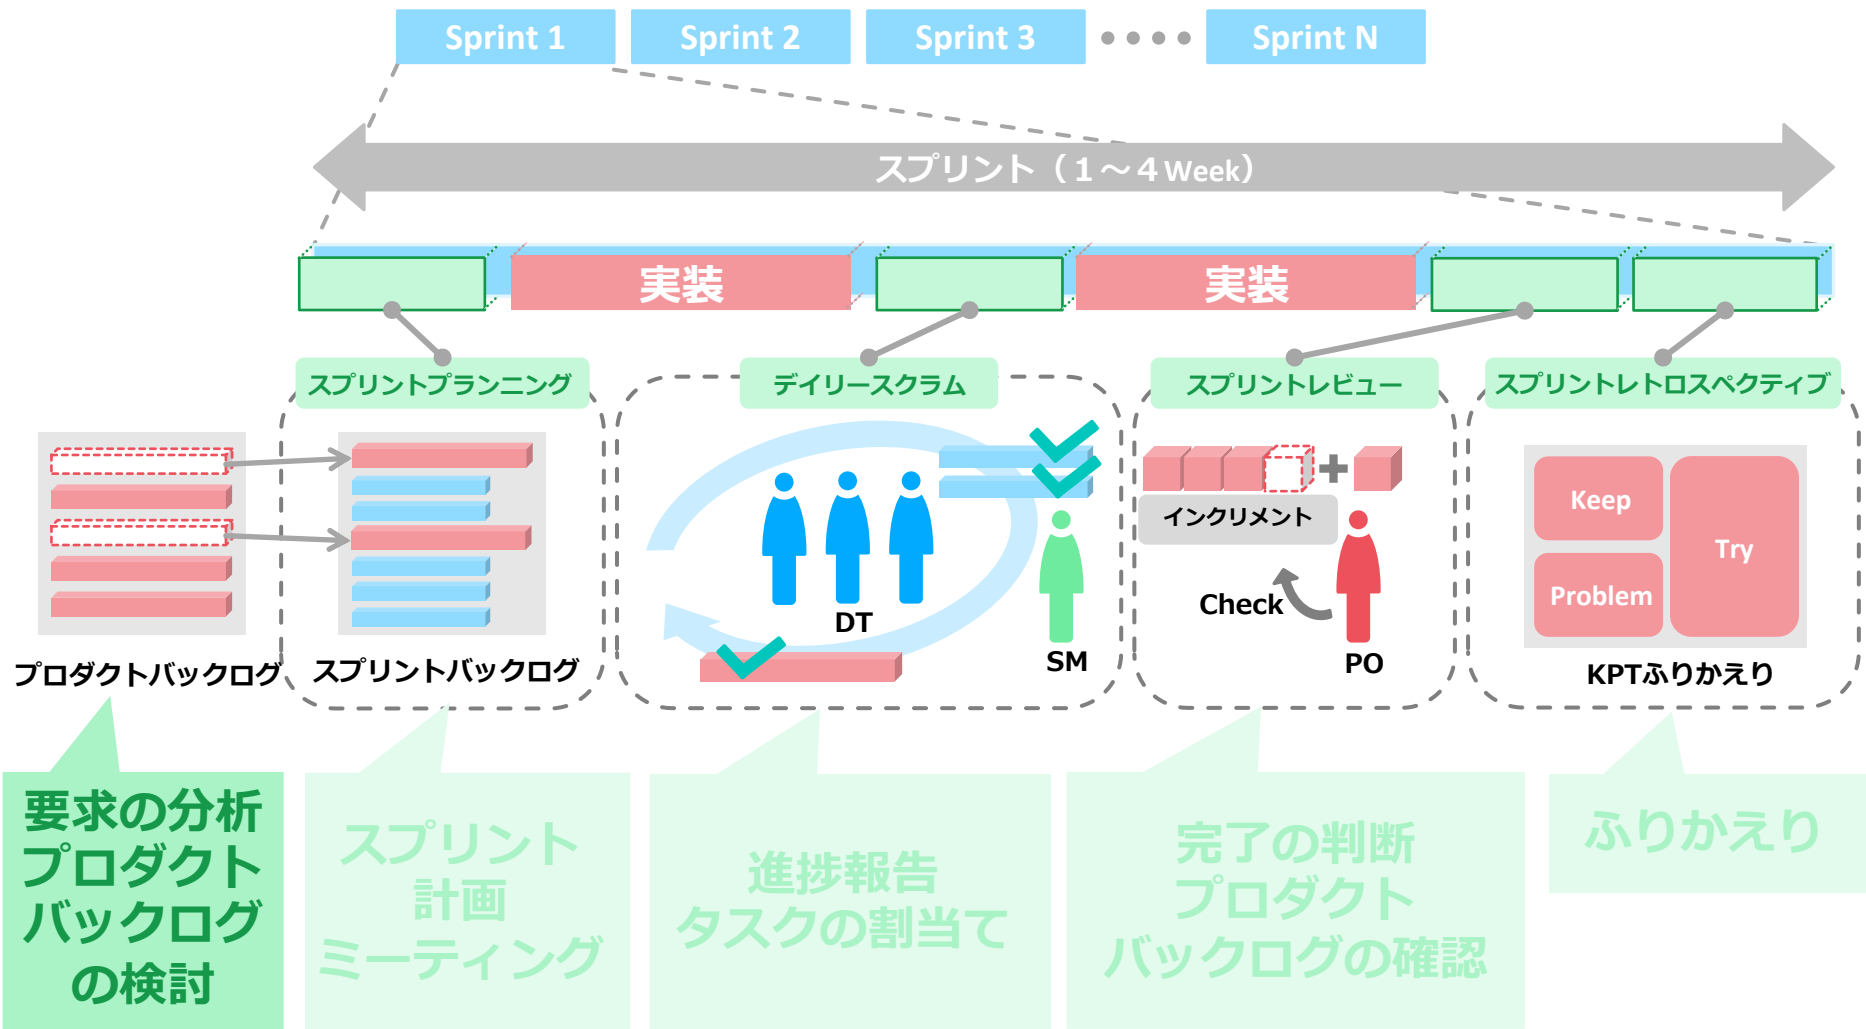 Sprint 1
Sprint 2
Sprint 3
Sprint N
スプリント（１～４Week）
実装
実装
スプリントプランニング
デイリースクラム
スプリントレビュー
スプリントレトロスペクティブ
インクリメント
Keep
Problem
Try
Check
DT
SM
PO
プロダクトバックログ
スプリントバックログ
KPTふりかえり
要求の分析
プロダクト
バックログ
の検討
スプリント
計画
ミーティング
進捗報告
タスクの割当て
完了の判断
プロダクト
バックログの確認
ふりかえり